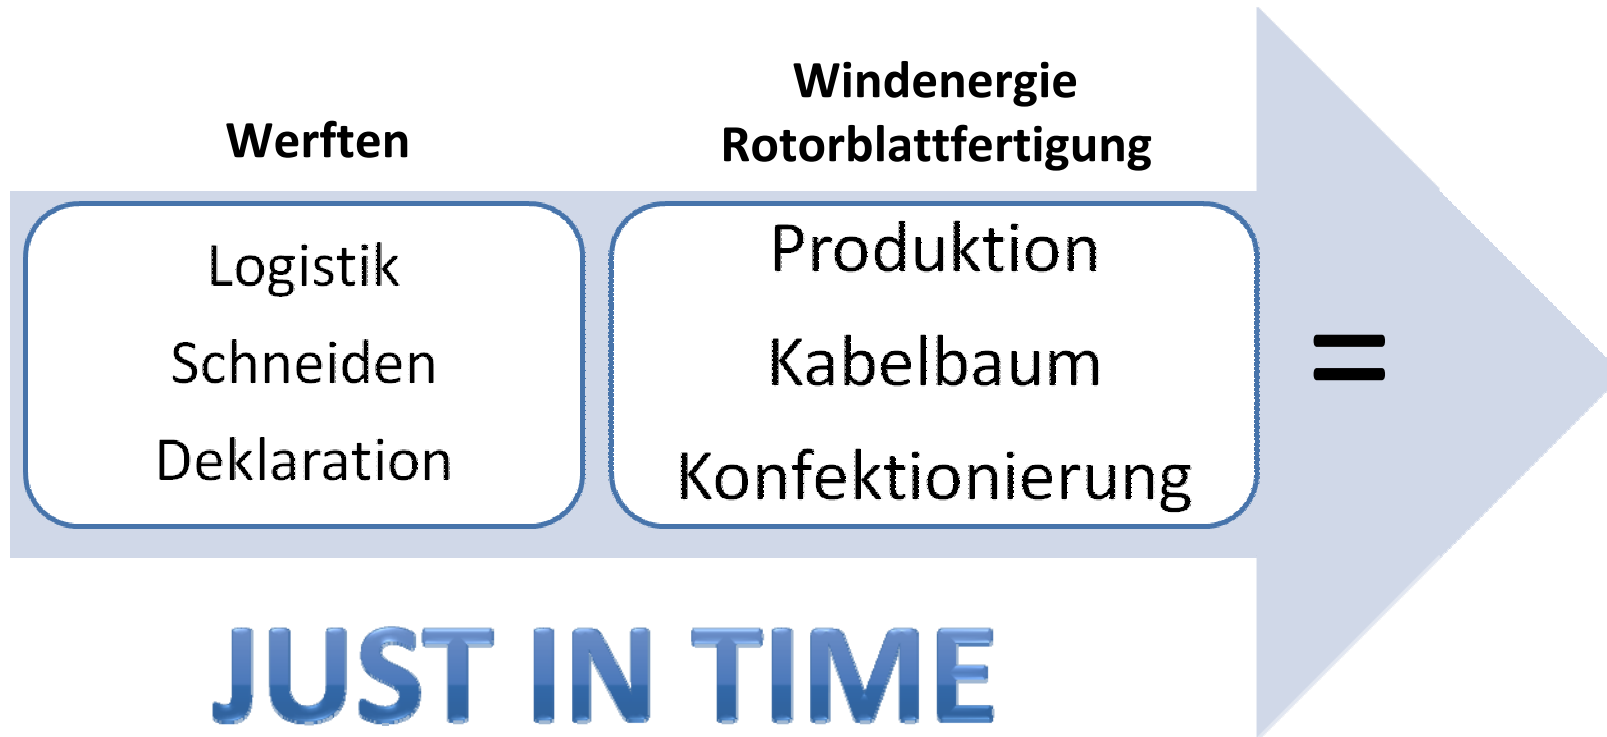 Werften
Logistik
Schneiden
Deklaration
Windenergie
Rotorblattfertigung
Produktion
Kabelbaum
Konfektionierung
=
JUST IN TIME